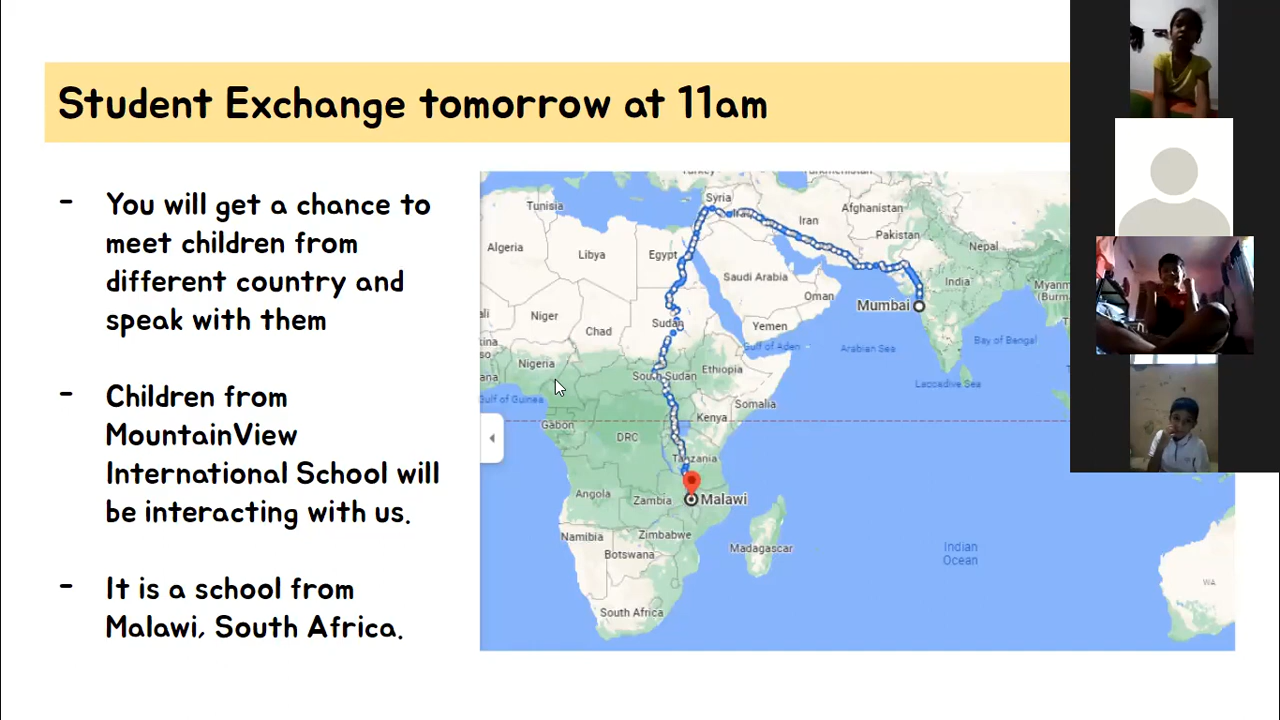 Student Exchange tomorrow at 11am
- You will get a chance to
meet children from
different country and
speak with them
- Children from
MountainView
International School will
be interacting with us.
- It is a school from
Malawi, South Africa.
Tunisia
Syria
Iraq
Iran
Afghanistan
Algeria
Libya
Egypt
Pakistan
Nepal
Saudi Arabia
India
Oman
Mumbai
Niger
Chad
Sudan
Yemen
Gulf of Aden
Arabian Sea
Bay of Bengal
Nigeria
South Sudan
Ethiopia
Laccadive Sea
Gulf of Guinea
Somalia
Kenya
Gabon
DRC
Tanzania
Angola
Zambia
Malawi
Zimbabwe
Namibia
Botswana
Madagascar
Indian
Ocean
WA
South Africa